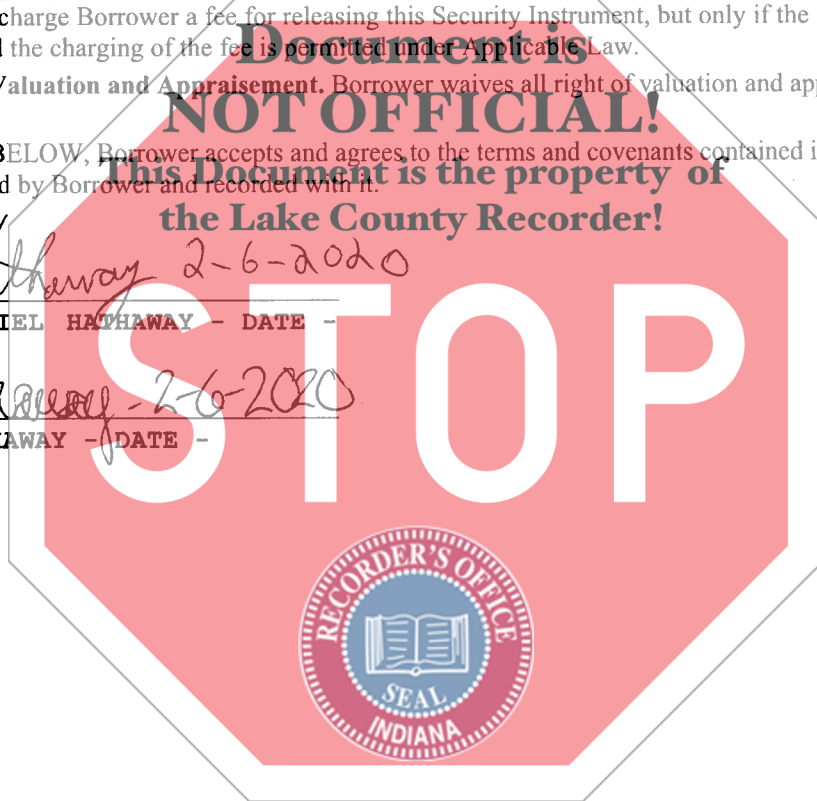 charge Borrower a fee for releasing this Security Instrument, but only if the
the charging of the fee is permitted under Applicable Law.
Document is
Valuation and Appraisement. Borrower waives all right of valuation and app
NOT OFFICIAL!
BELOW, Borrower accepts and agrees to the terms and covenants contained i
This Document is the property of
d by Borrower and recorded with it.
the Lake County Recorder!
thaway 2-6-2020
IEL HATHAWAY - DATE -
STOP
away - 2-6-2020
AWAY - DATE -
RECORDER'S OFFICE
SEAL
INDIANA